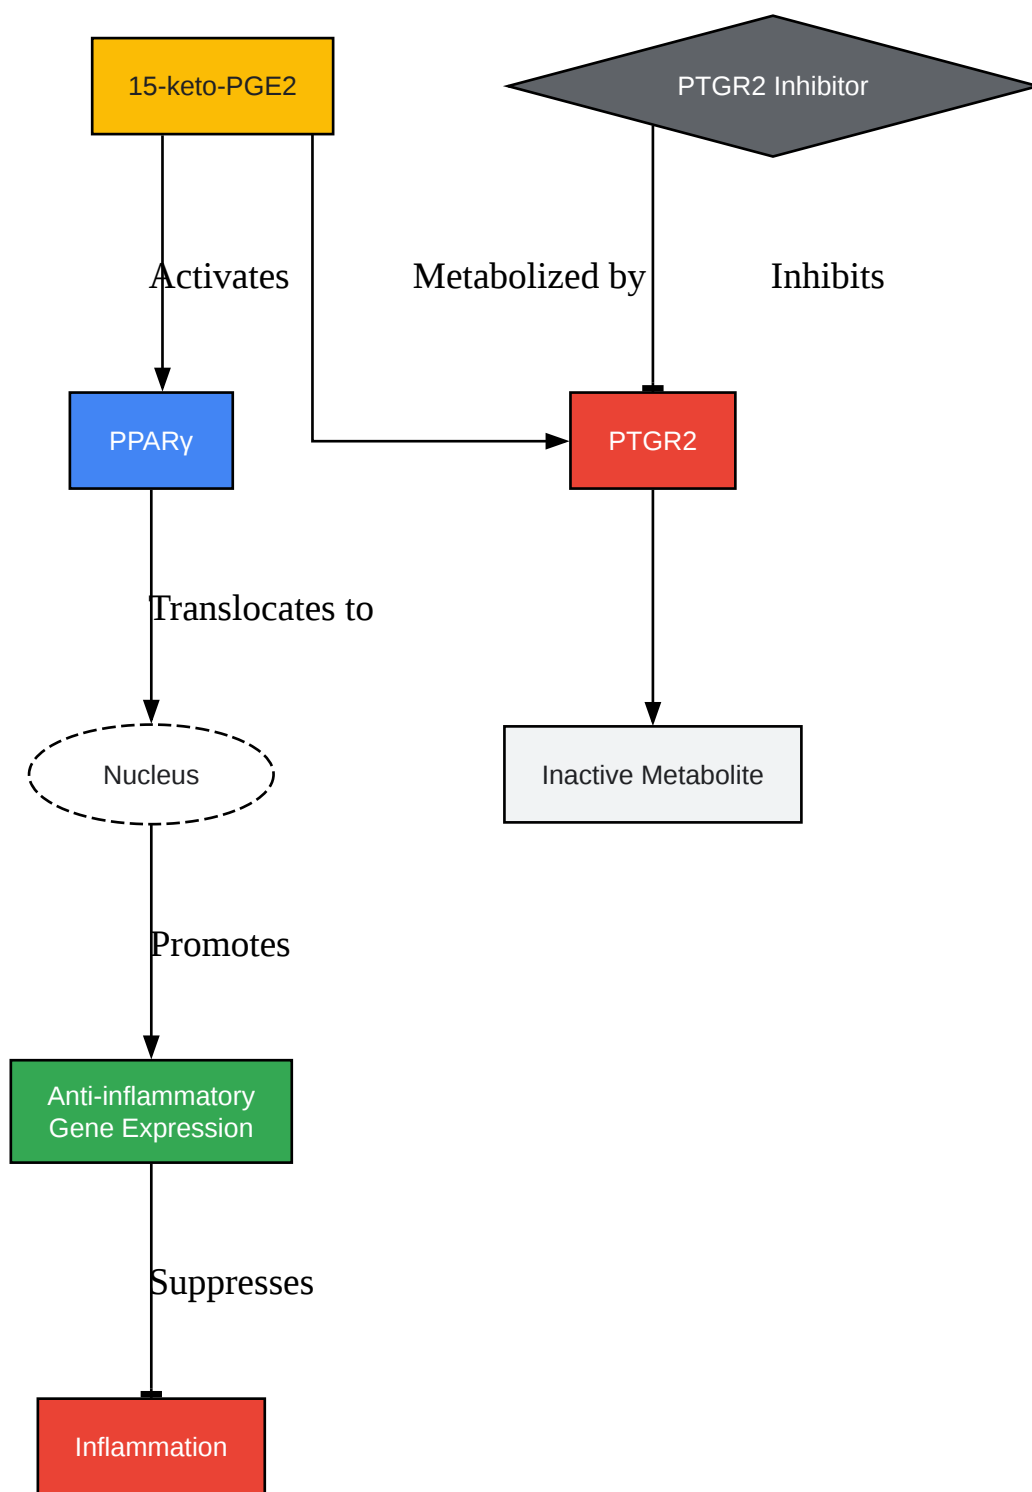 15-keto-PGE2
PTGR2 Inhibitor
Activates
Metabolized by
Inhibits
PPARγ
PTGR2
Translocates to
Nucleus
Inactive Metabolite
Promotes
Anti-inflammatory
Gene Expression
Suppresses
Inflammation